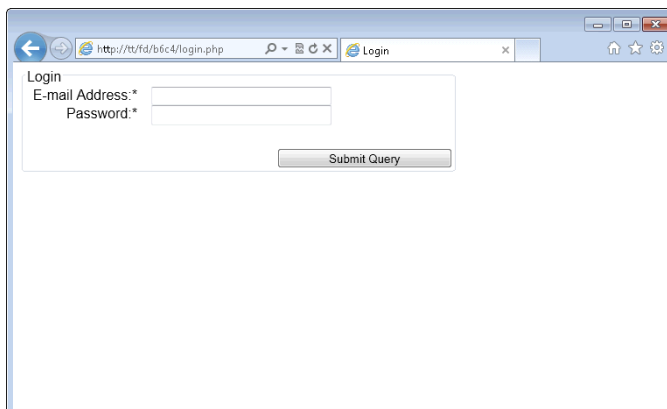 http://tt/fd/b6c4/login.php
Login
Login
E-mail Address:*
Password:*
Submit Query